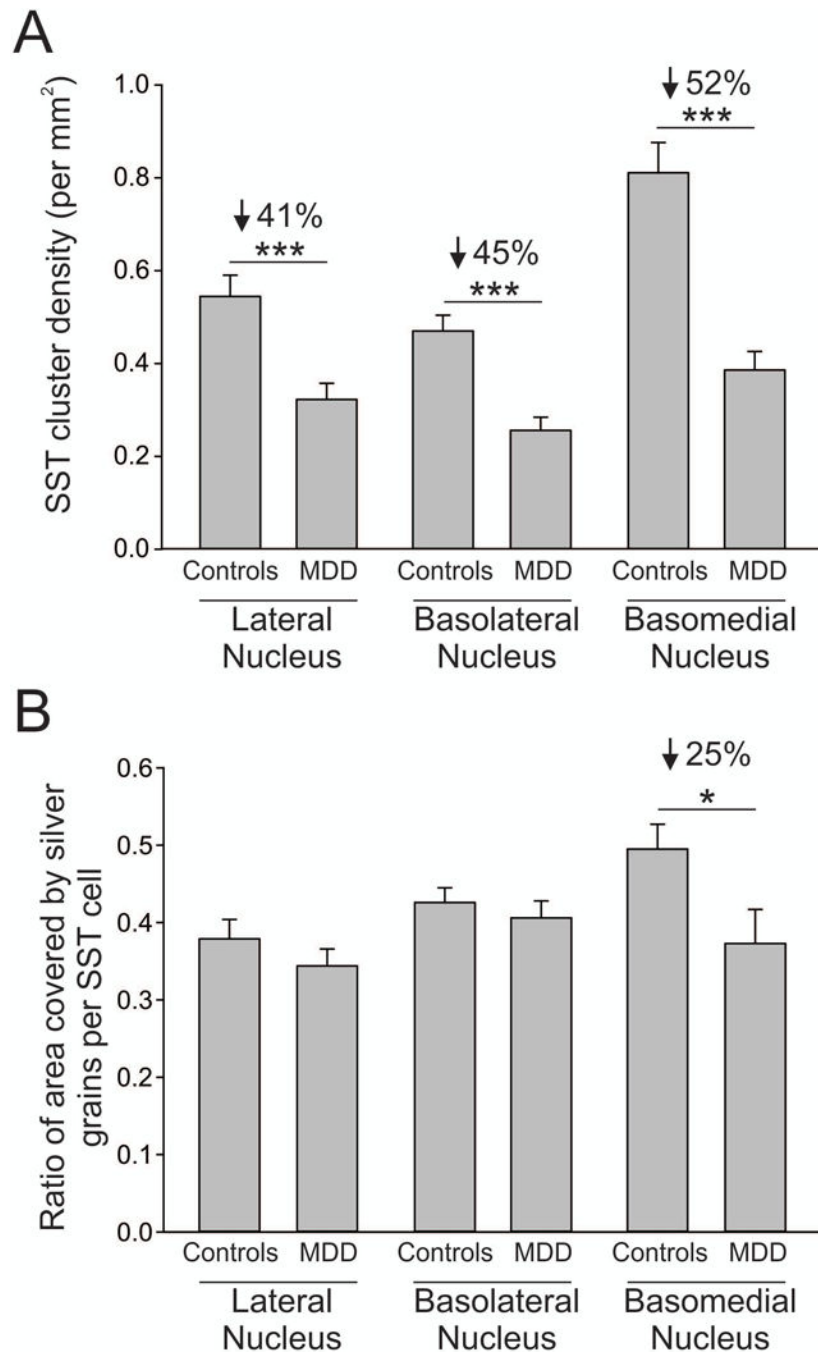 A
SST cluster density (per mm²)
1.0
0.8
0.6
0.4
0.2
0.0
↓ 41%
***
↓ 45%
***
↓ 52%
***
Controls MDD Controls MDD Controls MDD
Lateral Nucleus
Basolateral Nucleus
Basomedial Nucleus
B
Ratio of area covered by silver
grains per SST cell
0.6
0.5
0.4
0.3
0.2
0.1
0.0
↓ 25%
*
Controls MDD Controls MDD Controls MDD
Lateral Nucleus
Basolateral Nucleus
Basomedial Nucleus